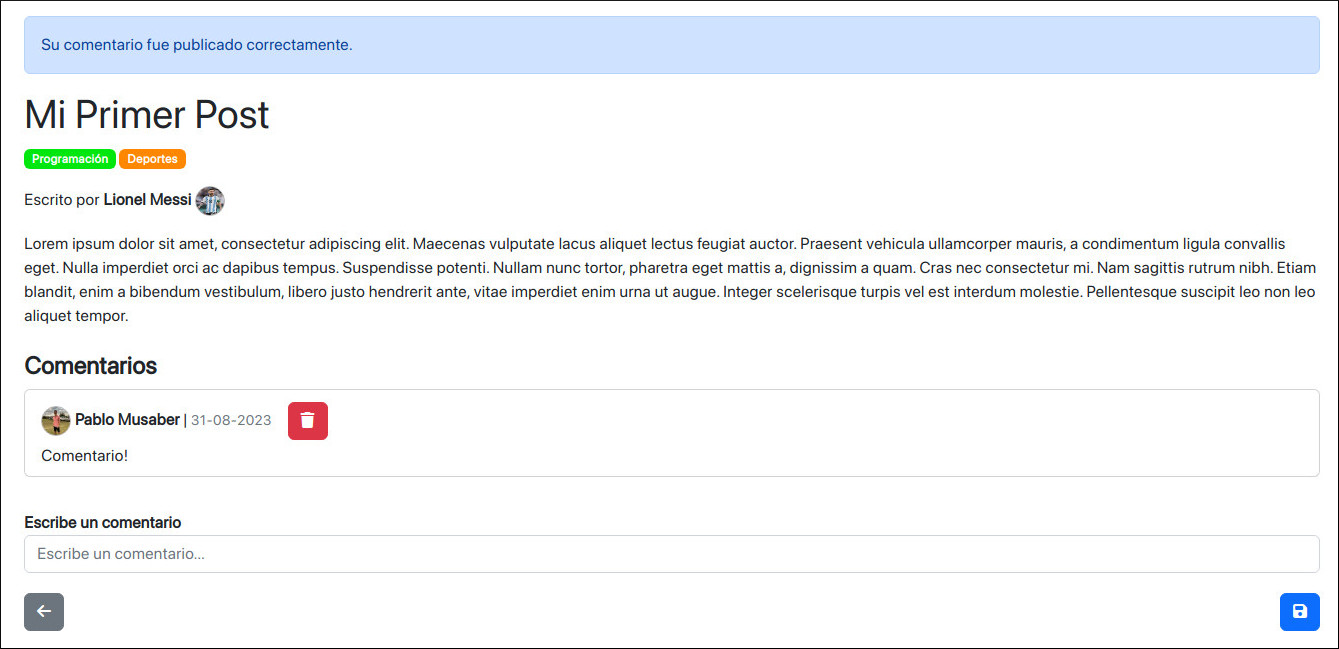 Su comentario fue publicado correctamente.
Mi Primer Post
Programación Deportes
Escrito por Lionel Messi
Lorem ipsum dolor sit amet, consectetur adipiscing elit. Maecenas vulputate lacus aliquet lectus feugiat auctor. Praesent vehicula ullamcorper mauris, a condimentum ligula convallis
eget. Nulla imperdiet orci ac dapibus tempus. Suspendisse potenti. Nullam nunc tortor, pharetra eget mattis a, dignissim a quam. Cras nec consectetur mi. Nam sagittis rutrum nibh. Etiam
blandit, enim a bibendum vestibulum, libero justo hendrerit ante, vitae imperdiet enim urna ut augue. Integer scelerisque turpis vel est interdum molestie. Pellentesque suscipit leo non leo
aliquet tempor.
Comentarios
Pablo Musaber | 31-08-2023
Comentario!
Escribe un comentario
Escribe un comentario...